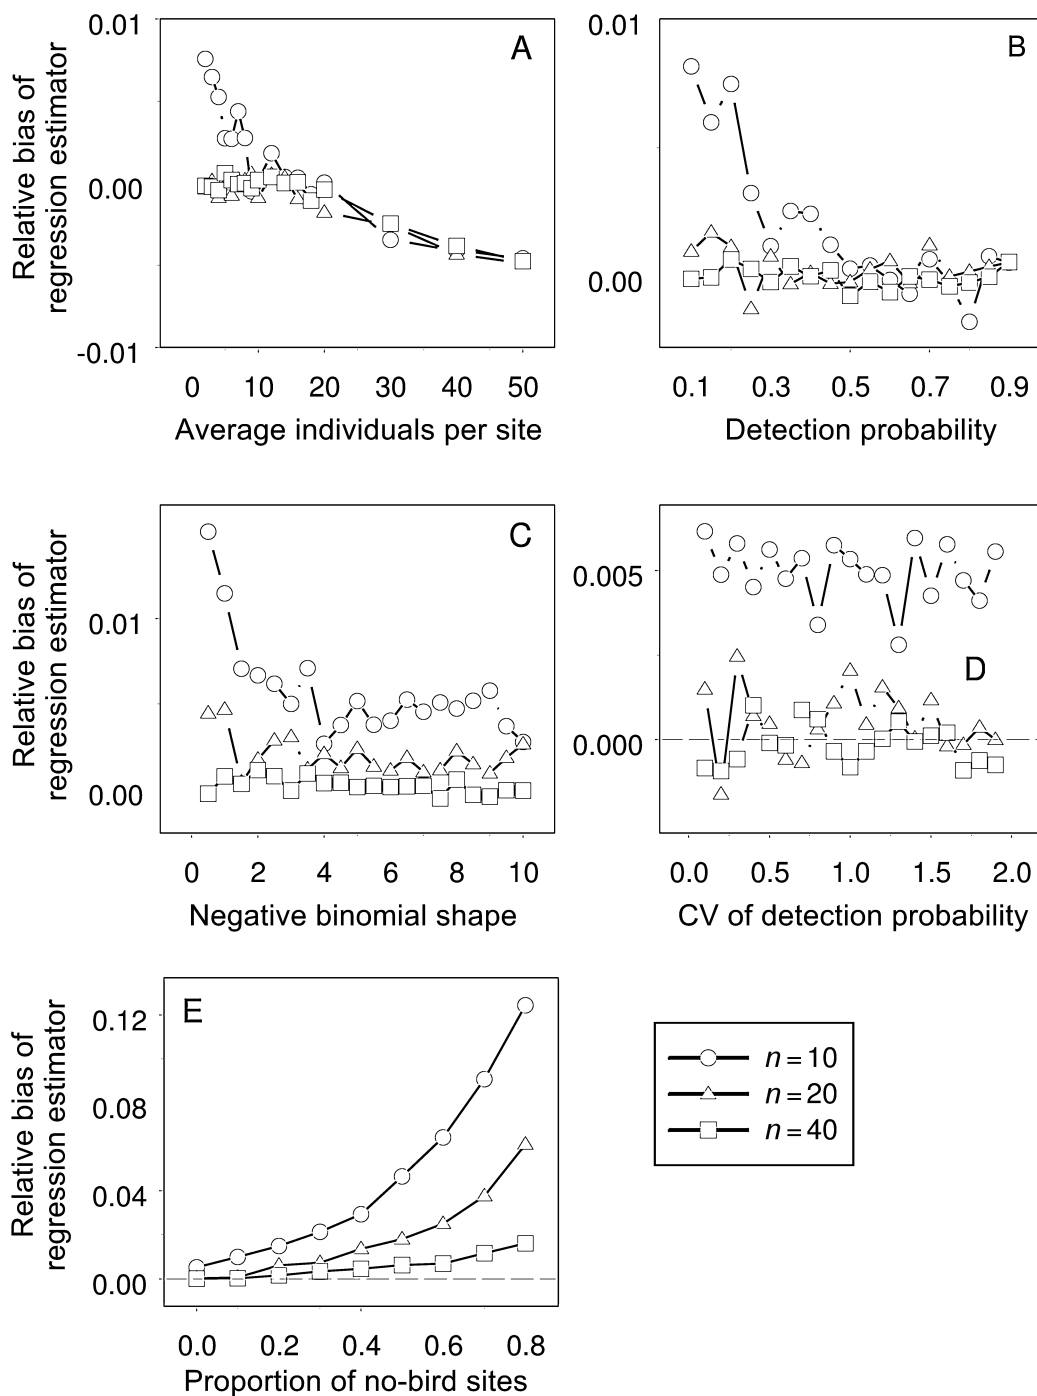 Relative bias of
regression estimator
0.01
0.00
-0.01
A
0 10 20 30 40 50
Average individuals per site
0.01
0.00
B
0.1 0.3 0.5 0.7 0.9
Detection probability
Relative bias of
regression estimator
0.01
0.00
C
0 2 4 6 8 10
Negative binomial shape
0.005
0.000
D
0.0 0.5 1.0 1.5 2.0
CV of detection probability
Relative bias of
regression estimator
0.12
0.08
0.04
0.00
E
0.0 0.2 0.4 0.6 0.8
Proportion of no-bird sites
n = 10
n = 20
n = 40